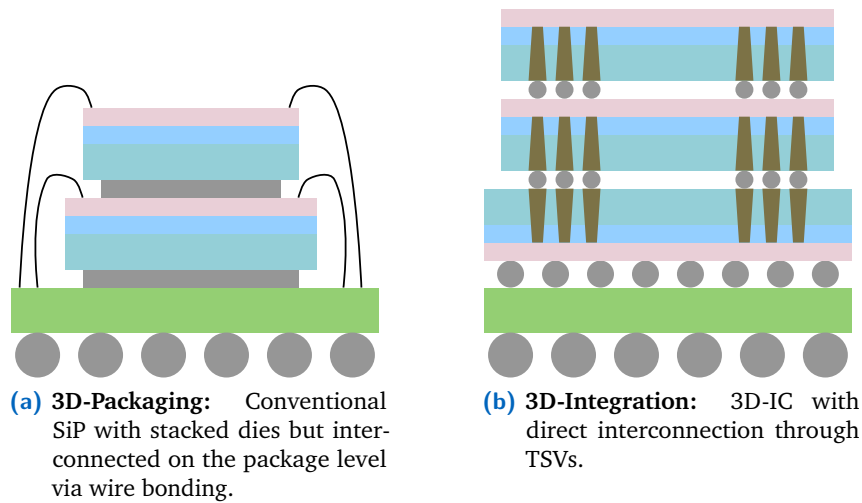 (a) 3D-Packaging: Conventional
SiP with stacked dies but inter-
connected on the package level
via wire bonding.
(b) 3D-Integration: 3D-IC with
direct interconnection through
TSVs.